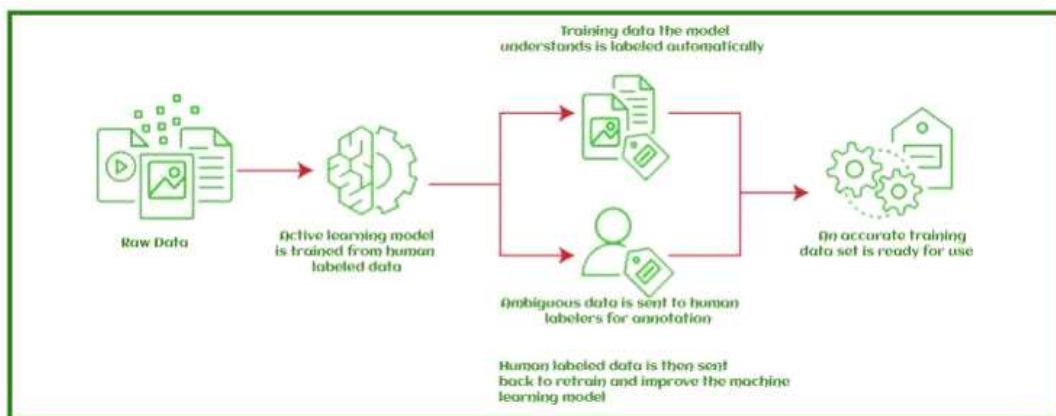 Training data the model
understands is labeled automatically
Raw Data
Active learning model
is trained from human
labeled data
An accurate training
data set is ready for use
Ambiguous data is sent to human
labelers for annotation
Human labeled data is then sent
back to retrain and improve the machine
learning model